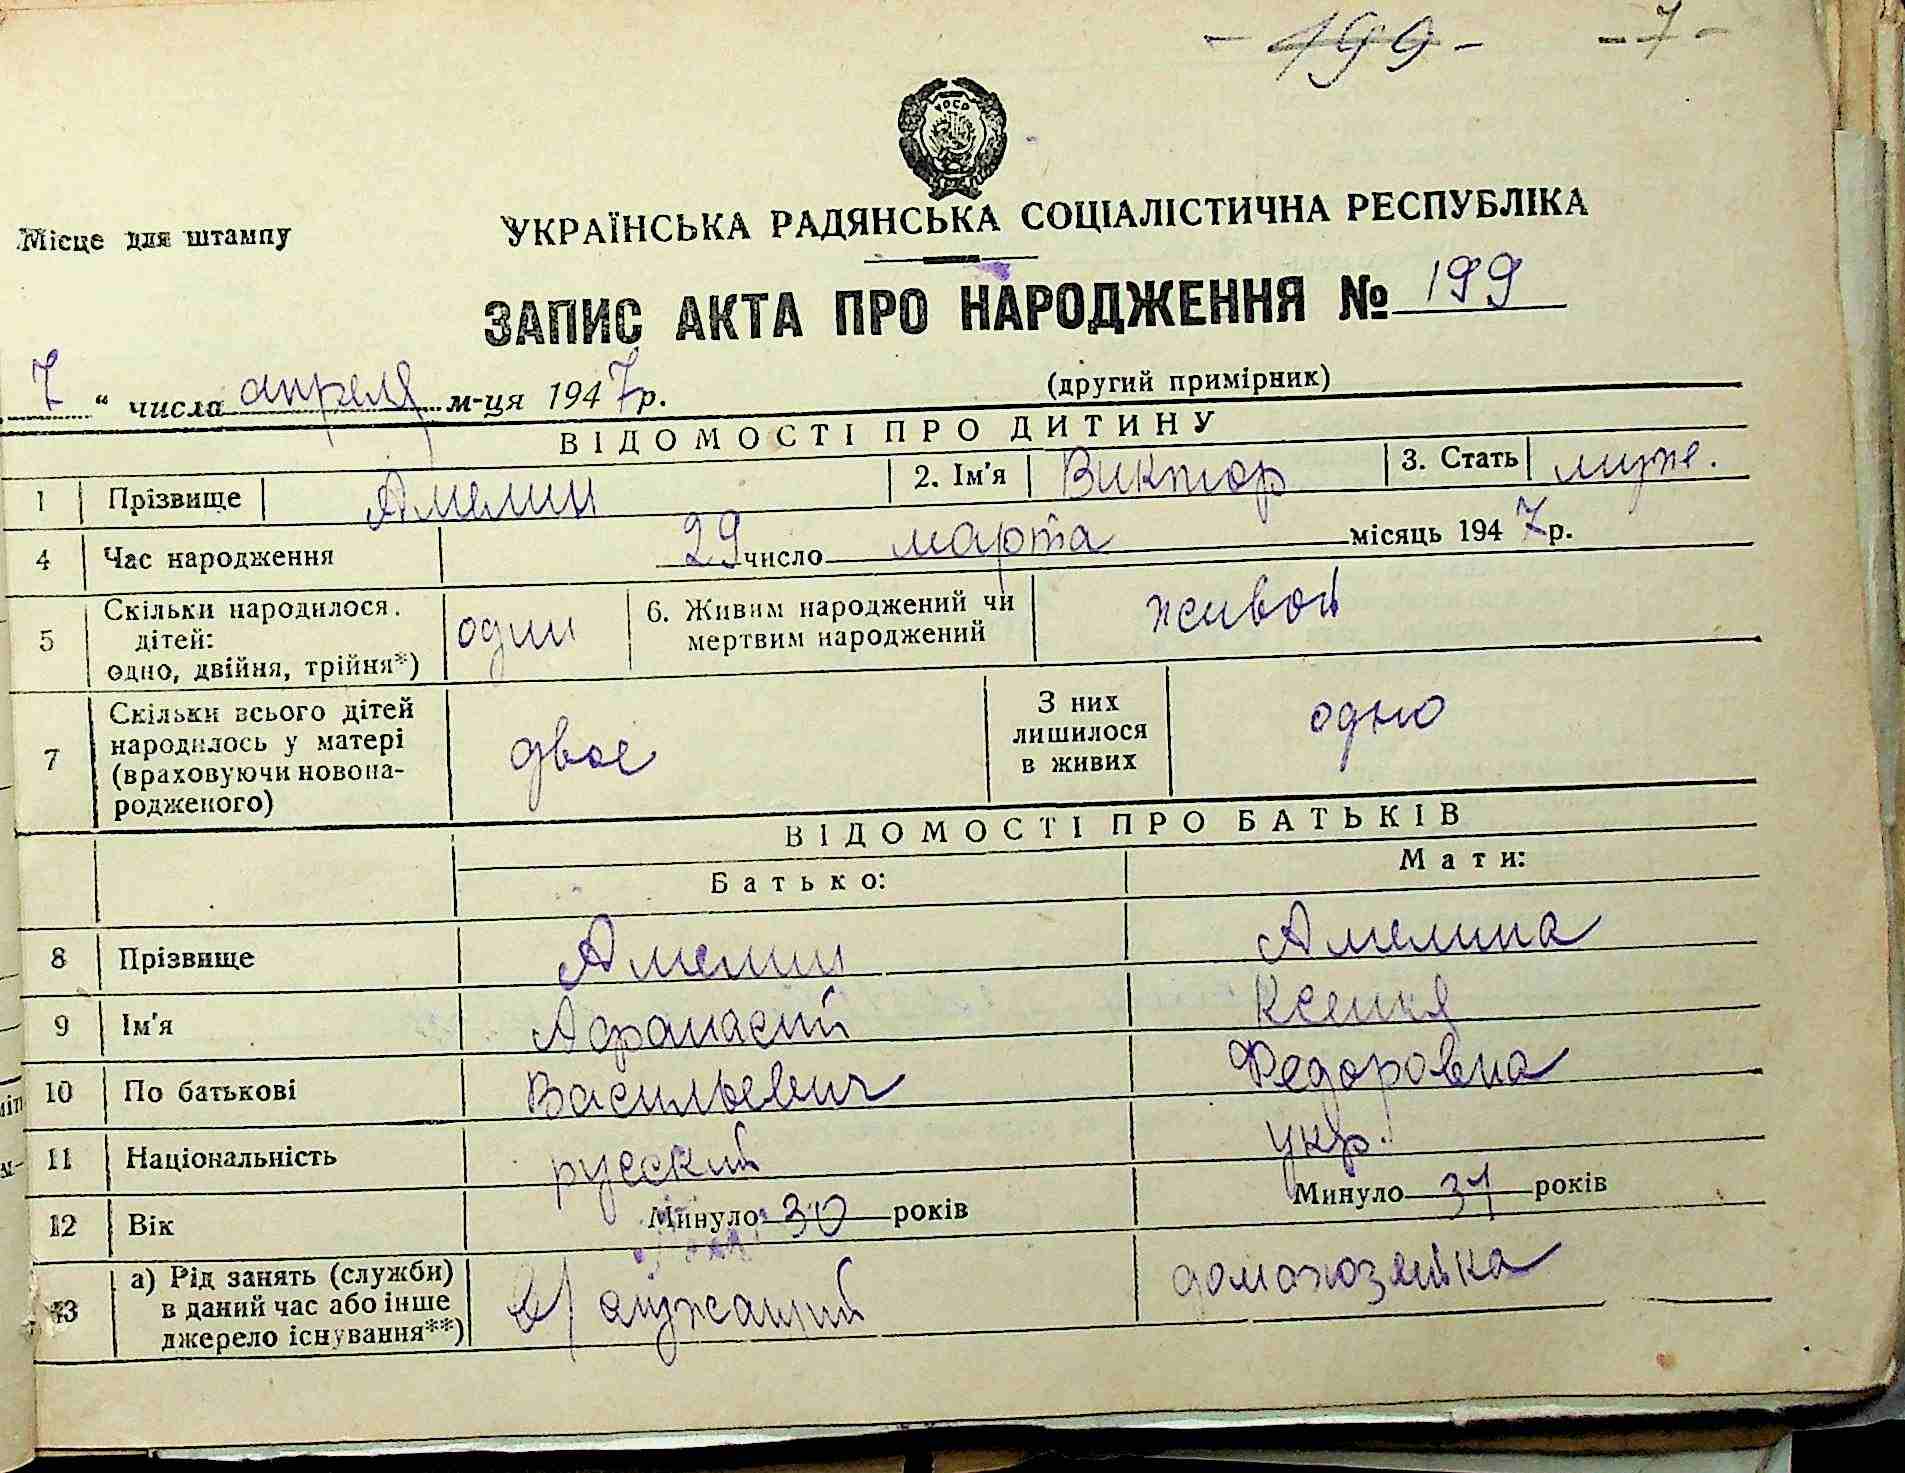 - 199 - - 7 -
УРСР
Місце для штампу
УКРАЇНСЬКА РАДЯНСЬКА СОЦІАЛІСТИЧНА РЕСПУБЛІКА
ЗАПИС АКТА ПРО НАРОДЖЕННЯ № 199
7 “ числа апреля м-ця 1947 р. (другий примірник)
ВІДОМОСТІ ПРО ДИТИНУ
1 Прізвище Амелин 2. Ім'я Виктор 3. Стать муж.
4 Час народження 29 число марта місяць 1947 р.
5 Скільки народилося.
дітей:
одно, двійня, трійня*) один 6. Живим народжений чи
мертвим народжений живой
7 Скільки всього дітей
народилось у матері
(враховуючи новона-
родженого) двое З них
лишилося
в живих одно
ВІДОМОСТІ ПРО БАТЬКІВ
Батько: Мати:
8 Прізвище Амелин Амелина
9 Ім'я Афанасий Ксения
10 По батькові Васильевич Федоровна
11 Національність русский укр.
12 Вік Минуло 30 років Минуло років
13 а) Рід занять (служби)
в даний час або інше
джерело існування**) служащий домохозяйка